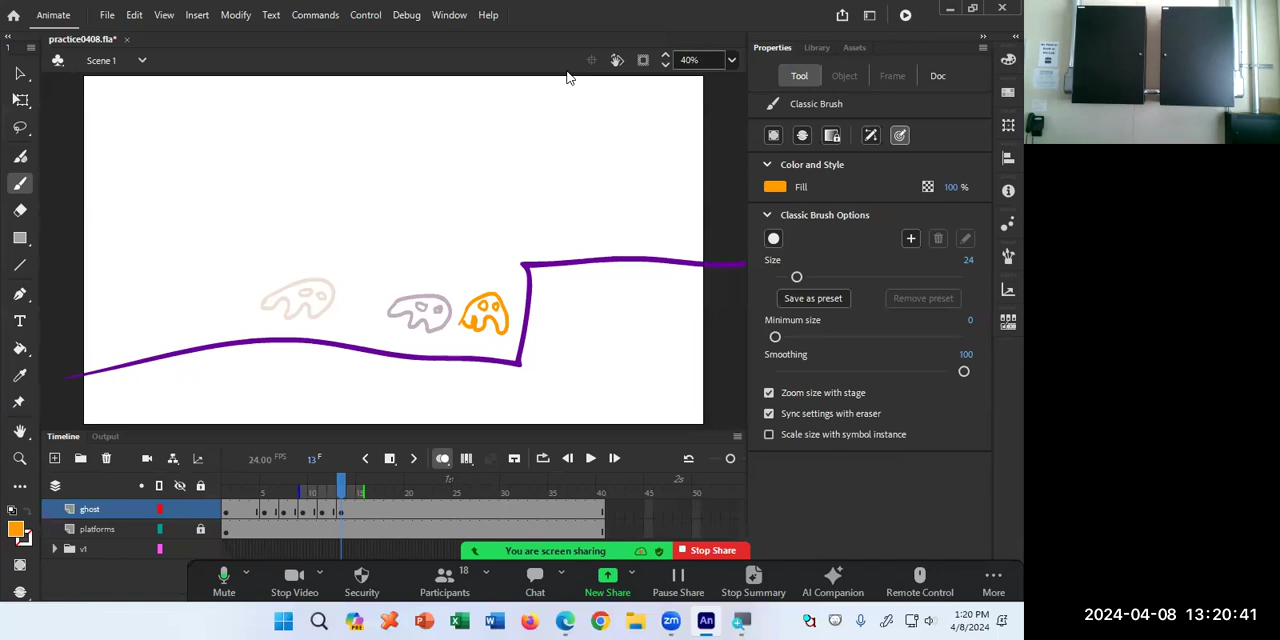 Animate File Edit View Insert Modify Text Commands Control Debug Window Help
practice0408.fla* ×
Scene 1
40%
Properties Library Assets
Tool Object Frame Doc
Classic Brush
Color and Style
Fill 100 %
Classic Brush Options
Size 24
Save as preset Remove preset
Minimum size 0
Smoothing 100
Zoom size with stage
Sync settings with eraser
Scale size with symbol instance
Timeline Output
24.00 FPS 13 F
1s 2s
5 10 15 20 25 30 35 40 45 50
ghost
platforms
v1
You are screen sharing Stop Share
18
Mute Stop Video Security Participants Chat New Share Pause Share Stop Summary AI Companion Remote Control More
1:20 PM
4/8/2024
2024-04-08 13:20:41